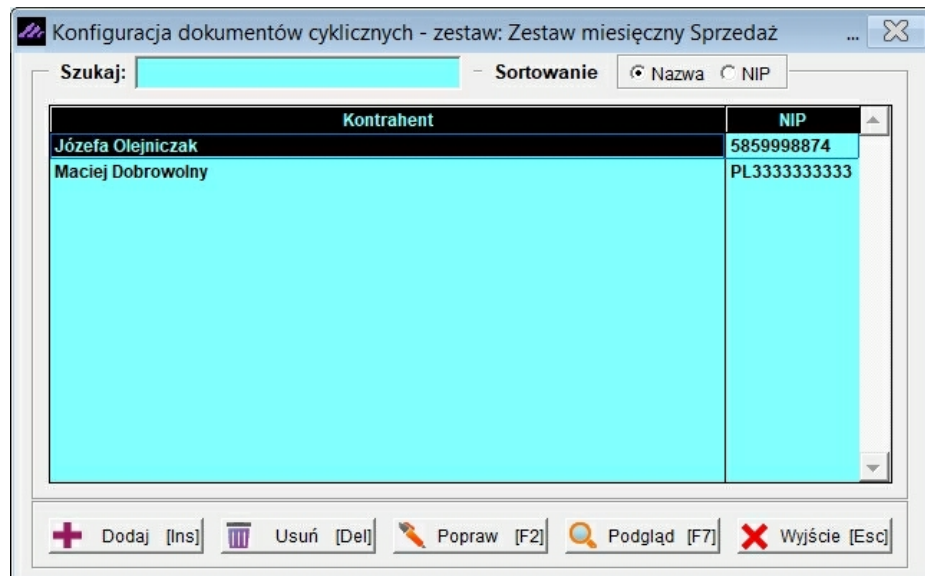 Konfiguracja dokumentów cyklicznych - zestaw: Zestaw miesięczny Sprzedaż ...
Szukaj: Sortowanie Nazwa NIP
Kontrahent NIP
Józefa Olejniczak 5859998874
Maciej Dobrowolny PL3333333333
Dodaj [Ins] Usuń [Del] Popraw [F2] Podgląd [F7] Wyjście [Esc]